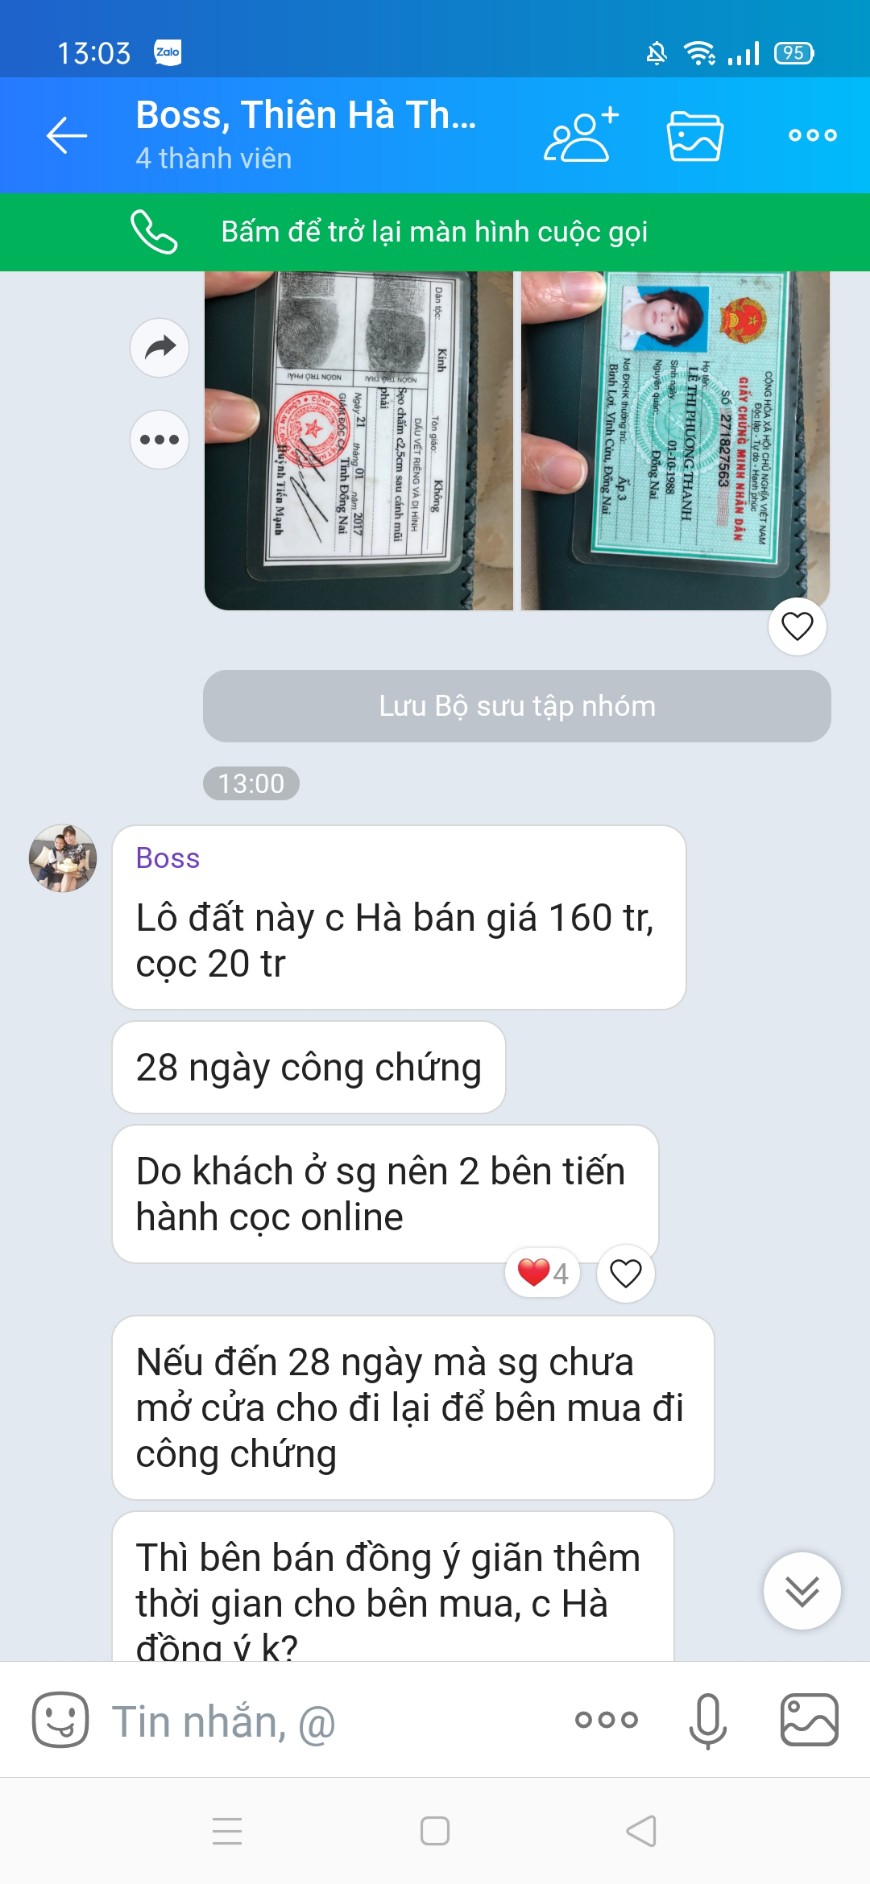 13:03
Zalo
95
Boss, Thiên Hà Th...
4 thành viên
Bấm để trở lại màn hình cuộc gọi
Dân tộc: Kinh Tôn giáo: Không
DẤU VẾT RIÊNG VÀ DỊ HÌNH
Sẹo chấm c2,5cm sau cánh mũi
phải
NGÓN TRỎ TRÁI
NGÓN TRỎ PHẢI
Ngày 21 tháng 01 năm 2017
GIÁM ĐỐC CA Tỉnh Đồng Nai
Huỳnh Tiến Mạnh
CỘNG HÒA XÃ HỘI CHỦ NGHĨA VIỆT NAM
Độc lập - Tự do - Hạnh phúc
GIẤY CHỨNG MINH NHÂN DÂN
SỐ 271827563
Họ tên:
LÊ THỊ PHƯƠNG THANH
Sinh ngày: 01-10-1988
Nguyên quán: Đồng Nai
Nơi ĐKHK thường trú: Ấp 3
Bình Lợi, Vĩnh Cửu, Đồng Nai
Lưu Bộ sưu tập nhóm
13:00
Boss
Lô đất này c Hà bán giá 160 tr,
cọc 20 tr
28 ngày công chứng
Do khách ở sg nên 2 bên tiến
hành cọc online
4
Nếu đến 28 ngày mà sg chưa
mở cửa cho đi lại để bên mua đi
công chứng
Thì bên bán đồng ý giãn thêm
thời gian cho bên mua, c Hà
đồng ý k?
Tin nhắn, @